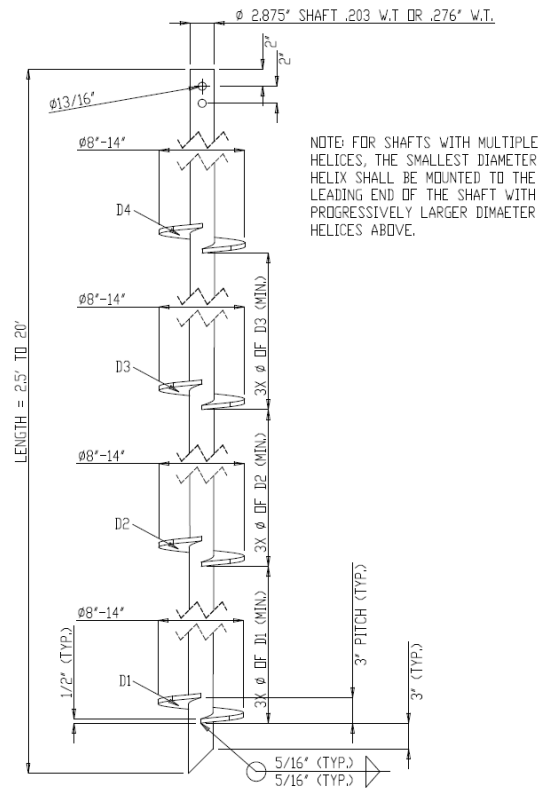 ø 2.875" SHAFT .203 W.T OR .276" W.T.
2"
2"
ø13/16"
ø8"-14"
NOTE: FOR SHAFTS WITH MULTIPLE
HELICES, THE SMALLEST DIAMETER
HELIX SHALL BE MOUNTED TO THE
LEADING END OF THE SHAFT WITH
PROGRESSIVELY LARGER DIMAETER
HELICES ABOVE.
D4
ø8"-14"
3X ø OF D3 (MIN.)
D3
LENGTH = 2.5' TO 20'
ø8"-14"
3X ø OF D2 (MIN.)
D2
ø8"-14"
3X ø OF D1 (MIN.)
3" PITCH (TYP.)
3" (TYP.)
1/2" (TYP.)
D1
5/16" (TYP.)
5/16" (TYP.)